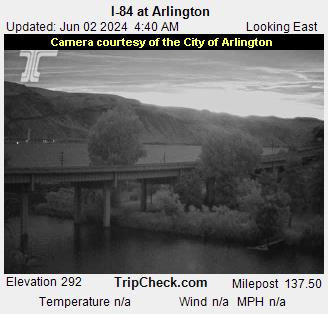 I-84 at Arlington
Updated: Jun 02 2024 4:40 AM Looking East
Camera courtesy of the City of Arlington
Elevation 292 TripCheck.com Milepost 137.50
Temperature n/a Wind n/a MPH n/a